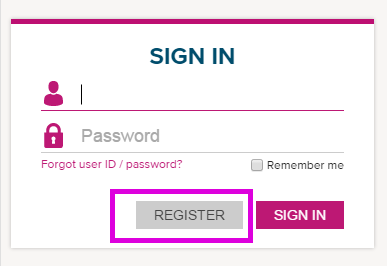 SIGN IN
Password
Forgot user ID / password?
Remember me
REGISTER
SIGN IN